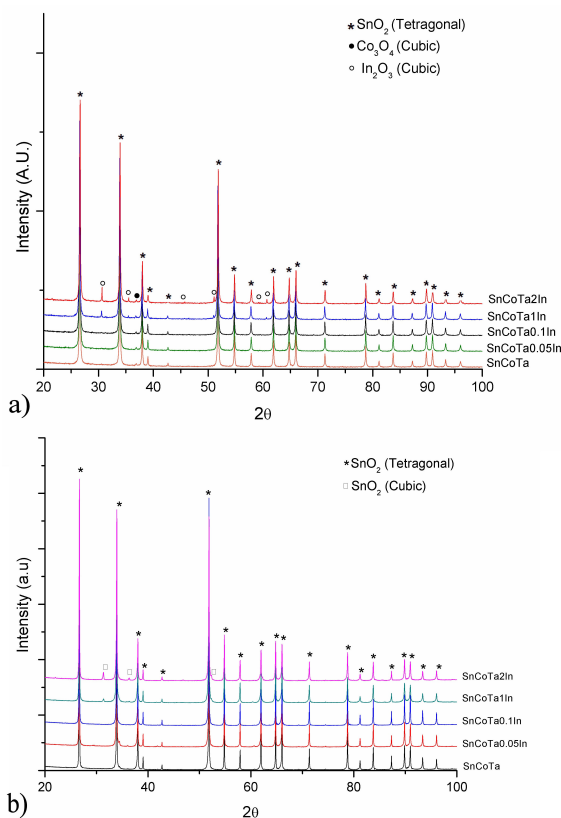 * SnO₂ (Tetragonal)
● Co₃O₄ (Cubic)
○ In₂O₃ (Cubic)
Intensity (A.U.)
SnCoTa2In
SnCoTa1In
SnCoTa0.1In
SnCoTa0.05In
SnCoTa
20 30 40 50 60 70 80 90 100
2θ
a)
* SnO₂ (Tetragonal)
□ SnO₂ (Cubic)
Intensity (a.u)
SnCoTa2In
SnCoTa1In
SnCoTa0.1In
SnCoTa0.05In
SnCoTa
20 40 60 80 100
2θ
b)